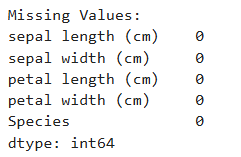 Missing Values:
sepal length (cm)    0
sepal width (cm)     0
petal length (cm)    0
petal width (cm)     0
Species              0
dtype: int64